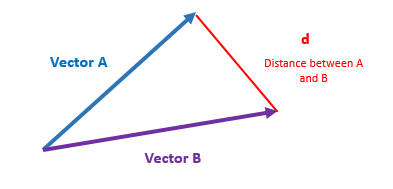 Vector A
d
Distance between A
and B
Vector B